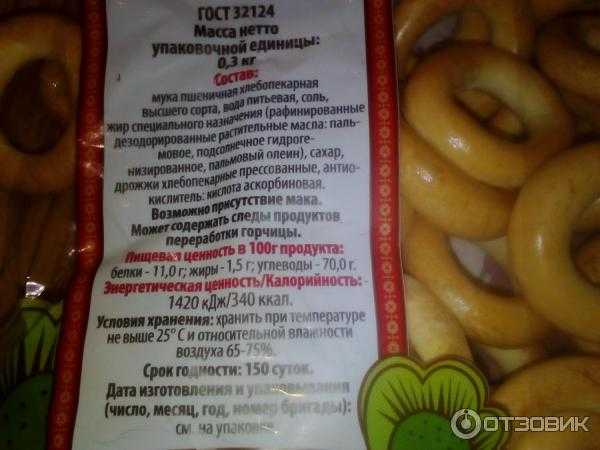 ГОСТ 32124
Масса нетто
упаковочной единицы:
0,3 кг
Состав:
мука пшеничная хлебопекарная
высшего сорта, вода питьевая, соль,
жир специального назначения (рафинированные
дезодорированные растительные масла: паль-
мовое, подсолнечное гидроге-
низированное, пальмовый олеин), сахар,
дрожжи хлебопекарные прессованные, антио-
кислитель: кислота аскорбиновая.
Возможно присутствие мака.
Может содержать следы продуктов
переработки горчицы.
Пищевая ценность в 100г продукта:
белки - 11,0 г; жиры - 1,5 г; углеводы - 70,0 г.
Энергетическая ценность/Калорийность: -
1420 кДж/340 ккал.
Условия хранения: хранить при температуре
не выше 25° С и относительной влажности
воздуха 65-75%.
Срок годности: 150 суток.
Дата изготовления и упаковывания
(число, месяц, год, номер бригады):
см. на упаковке.
ОТЗОВИК